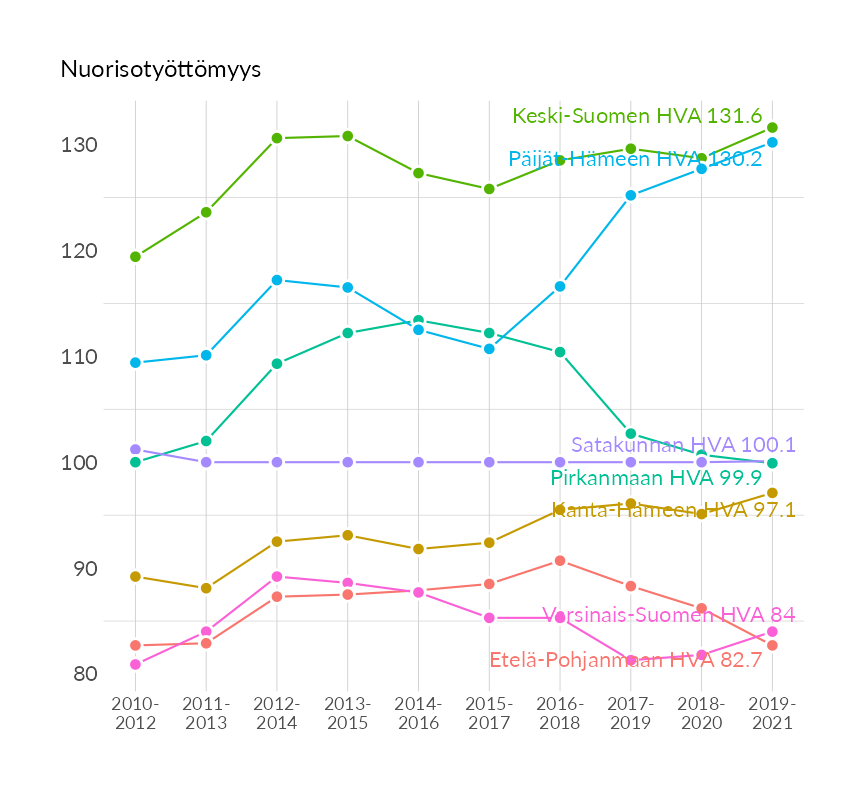 Nuorisotyöttömyys
Keski-Suomen HVA 131.6
130
Päijät-Hämeen HVA 130.2
120
110
Satakunnan HVA 100.1
100
Pirkanmaan HVA 99.9
Kanta-Hämeen HVA 97.1
90
Varsinais-Suomen HVA 84
Etelä-Pohjanmaan HVA 82.7
80
2010- 2011- 2012- 2013- 2014- 2015- 2016- 2017- 2018- 2019-
2012 2013 2014 2015 2016 2017 2018 2019 2020 2021